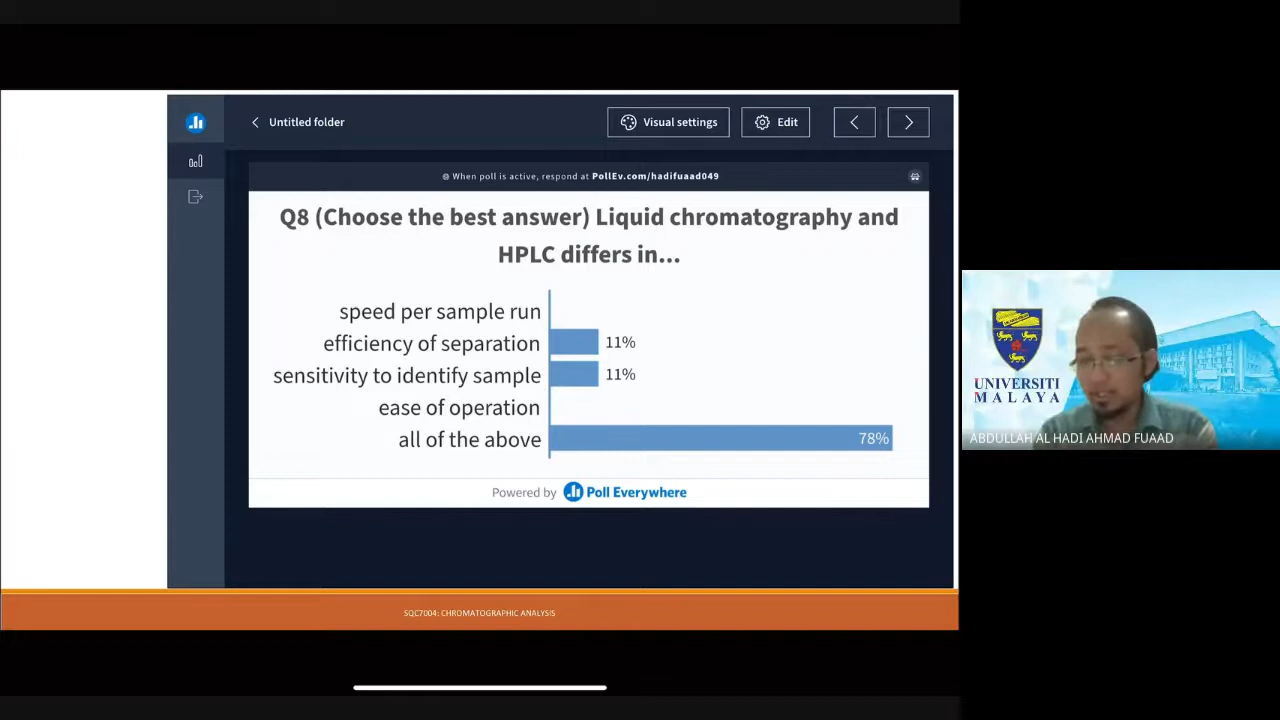 Untitled folder
Visual settings
Edit
When poll is active, respond at PollEv.com/hadifuaad049
Q8 (Choose the best answer) Liquid chromatography and
HPLC differs in...
speed per sample run
efficiency of separation 11%
sensitivity to identify sample 11%
ease of operation
all of the above 78%
Powered by Poll Everywhere
SQC7004: CHROMATOGRAPHIC ANALYSIS
UNIVERSITI
MALAYA
ABDULLAH AL HADI AHMAD FUAAD